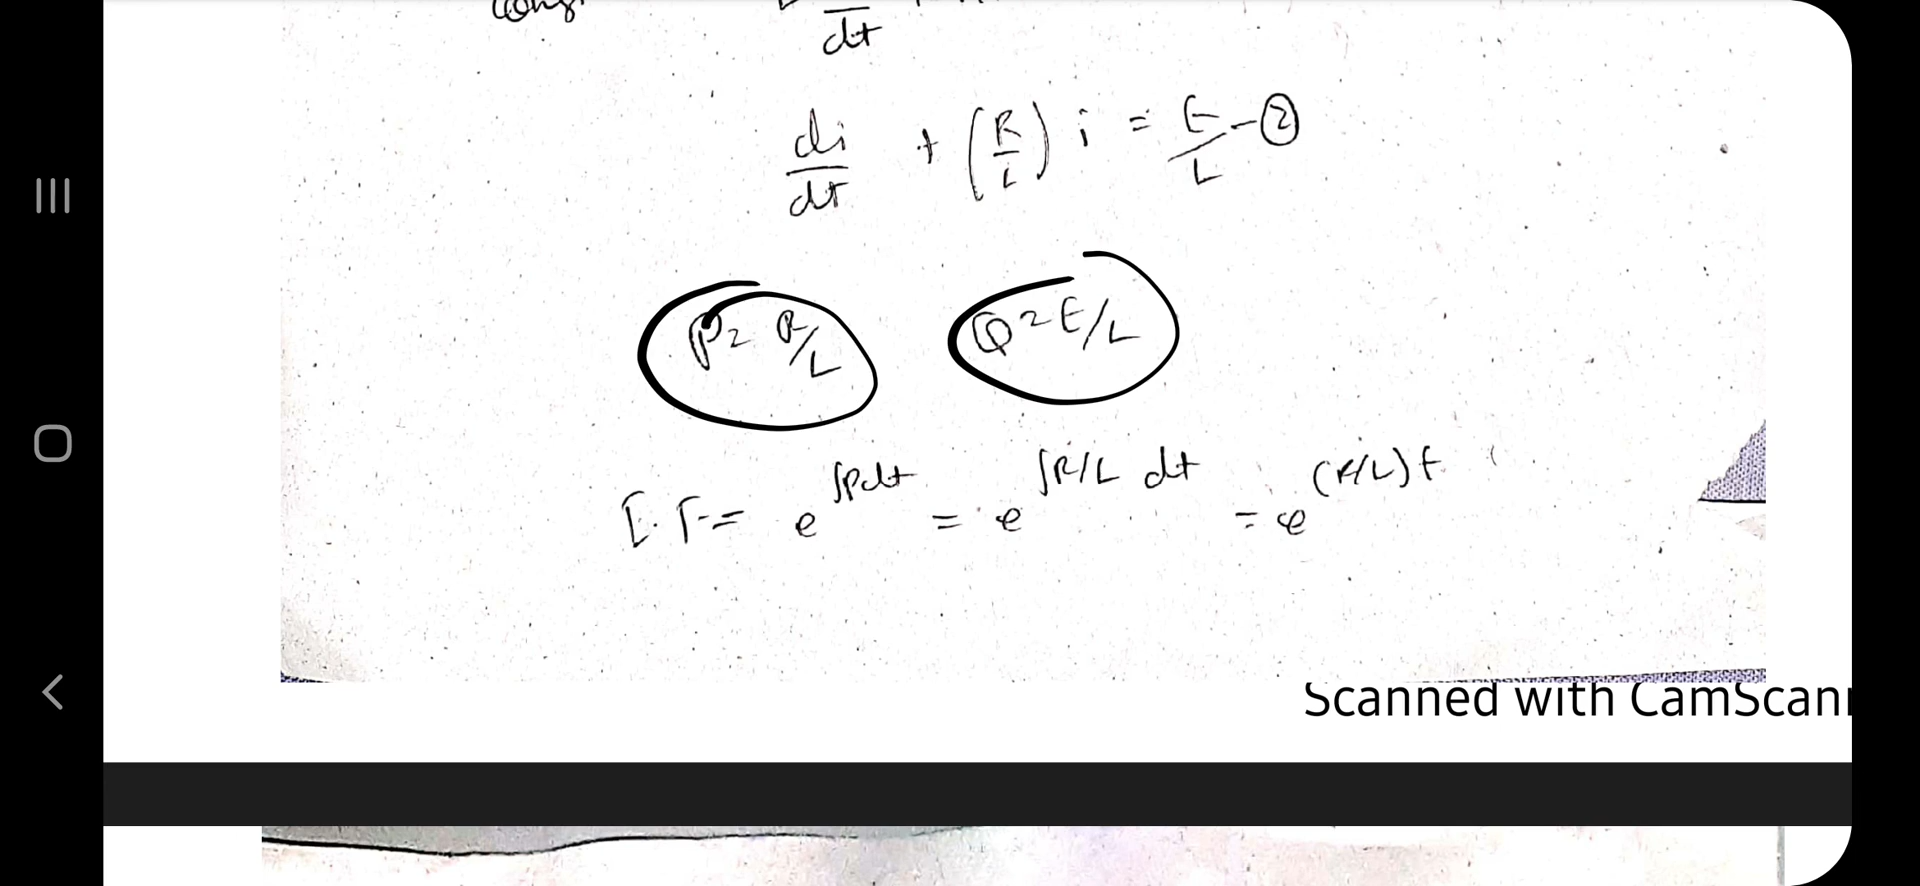 dt
di/dt + (R/L) i = E/L - ②
P = R/L Q = E/L
I.F = e^∫Pdt = e^∫R/L dt = e^(R/L)t
Scanned with CamScan